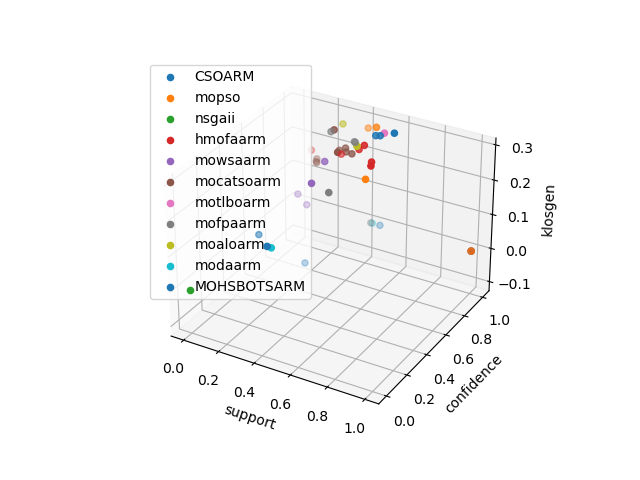 CSOARM
mopso
nsgaii
hmofaarm
mowsaarm
mocatsoarm
motlboarm
mofpaarm
moaloarm
modaarm
MOHSBOTSARM
0.3
0.2
0.1
0.0
−0.1
klosgen
1.0
0.8
0.6
0.4
0.2
0.0
confidence
0.0
0.2
0.4
0.6
0.8
1.0
support